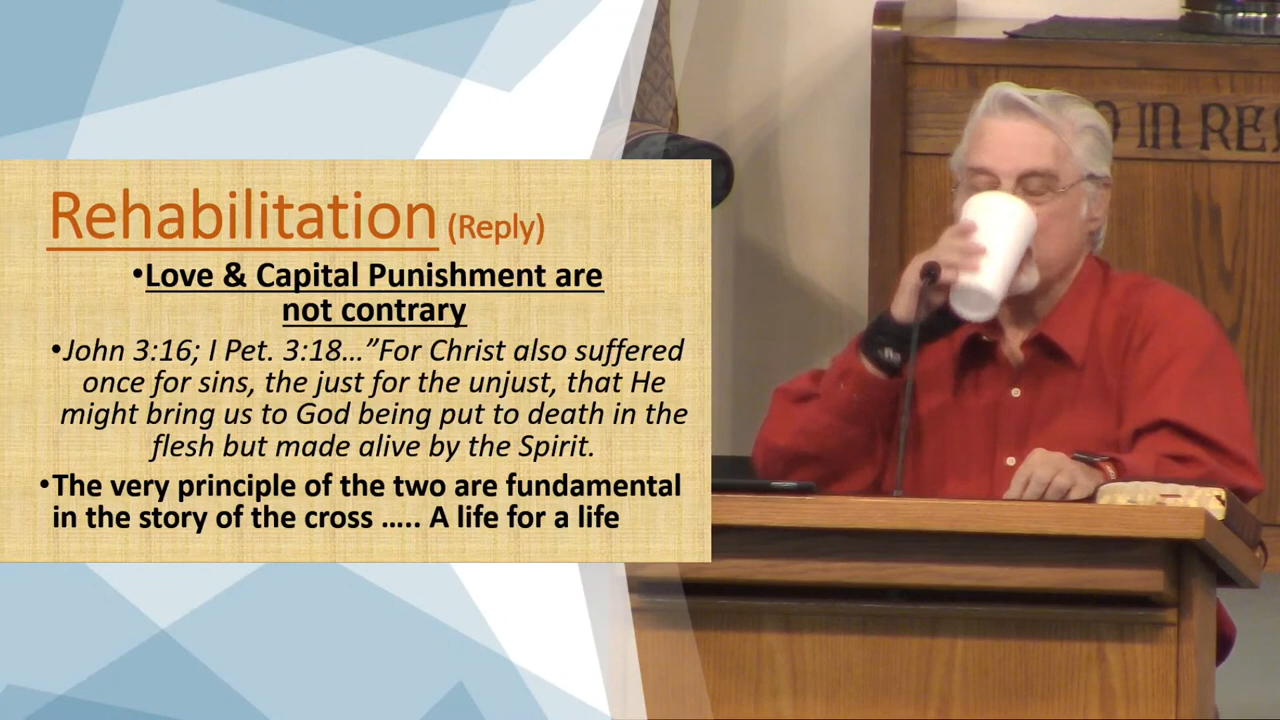 Rehabilitation (Reply)
•Love & Capital Punishment are
not contrary
•John 3:16; I Pet. 3:18…”For Christ also suffered
once for sins, the just for the unjust, that He
might bring us to God being put to death in the
flesh but made alive by the Spirit.
•The very principle of the two are fundamental
in the story of the cross ….. A life for a life
IN RE